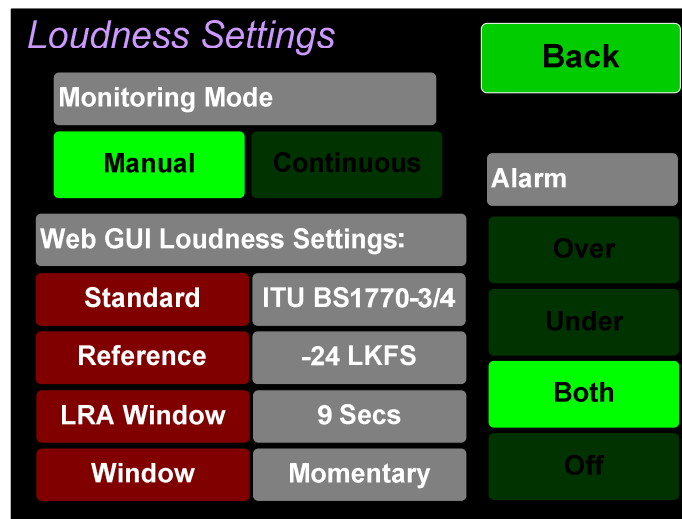 Loudness Settings
Back
Monitoring Mode
Manual
Continuous
Alarm
Web GUI Loudness Settings:
Over
Standard
ITU BS1770-3/4
Under
Reference
-24 LKFS
Both
LRA Window
9 Secs
Off
Window
Momentary